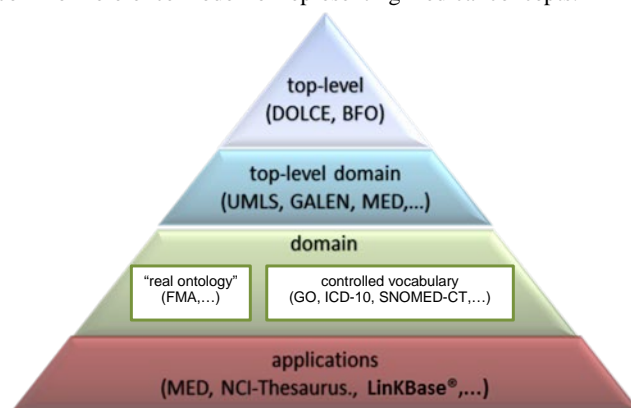 top-level
(DOLCE, BFO)
top-level domain
(UMLS, GALEN, MED,...)
domain
“real ontology”
(FMA,...)
controlled vocabulary
(GO, ICD-10, SNOMED-CT,...)
applications
(MED, NCI-Thesaurus., LinKBase®,...)